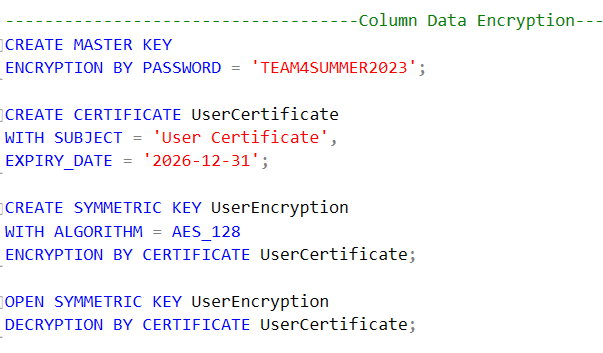 -----------------------------------Column Data Encryption---
CREATE MASTER KEY
ENCRYPTION BY PASSWORD = 'TEAM4SUMMER2023';
CREATE CERTIFICATE UserCertificate
WITH SUBJECT = 'User Certificate',
EXPIRY_DATE = '2026-12-31';
CREATE SYMMETRIC KEY UserEncryption
WITH ALGORITHM = AES_128
ENCRYPTION BY CERTIFICATE UserCertificate;
OPEN SYMMETRIC KEY UserEncryption
DECRYPTION BY CERTIFICATE UserCertificate;